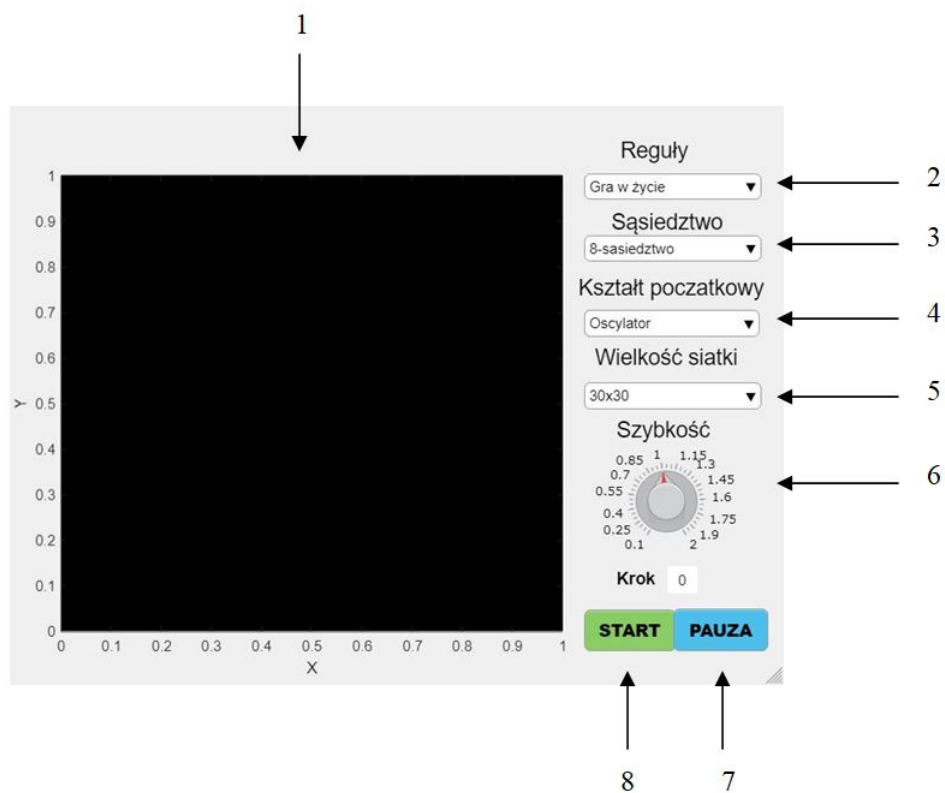 1
Reguły
Gra w życie
2
Sąsiedztwo
8-sasiedztwo
3
Kształt poczatkowy
Oscylator
4
Wielkość siatki
30x30
5
Szybkość
0.1
0.25
0.4
0.55
0.7
0.85
1
1.15
1.3
1.45
1.6
1.75
1.9
2
6
Krok 0
START PAUZA
8 7
1
0.9
0.8
0.7
0.6
0.5
0.4
0.3
0.2
0.1
0
Y
0 0.1 0.2 0.3 0.4 0.5 0.6 0.7 0.8 0.9 1
X